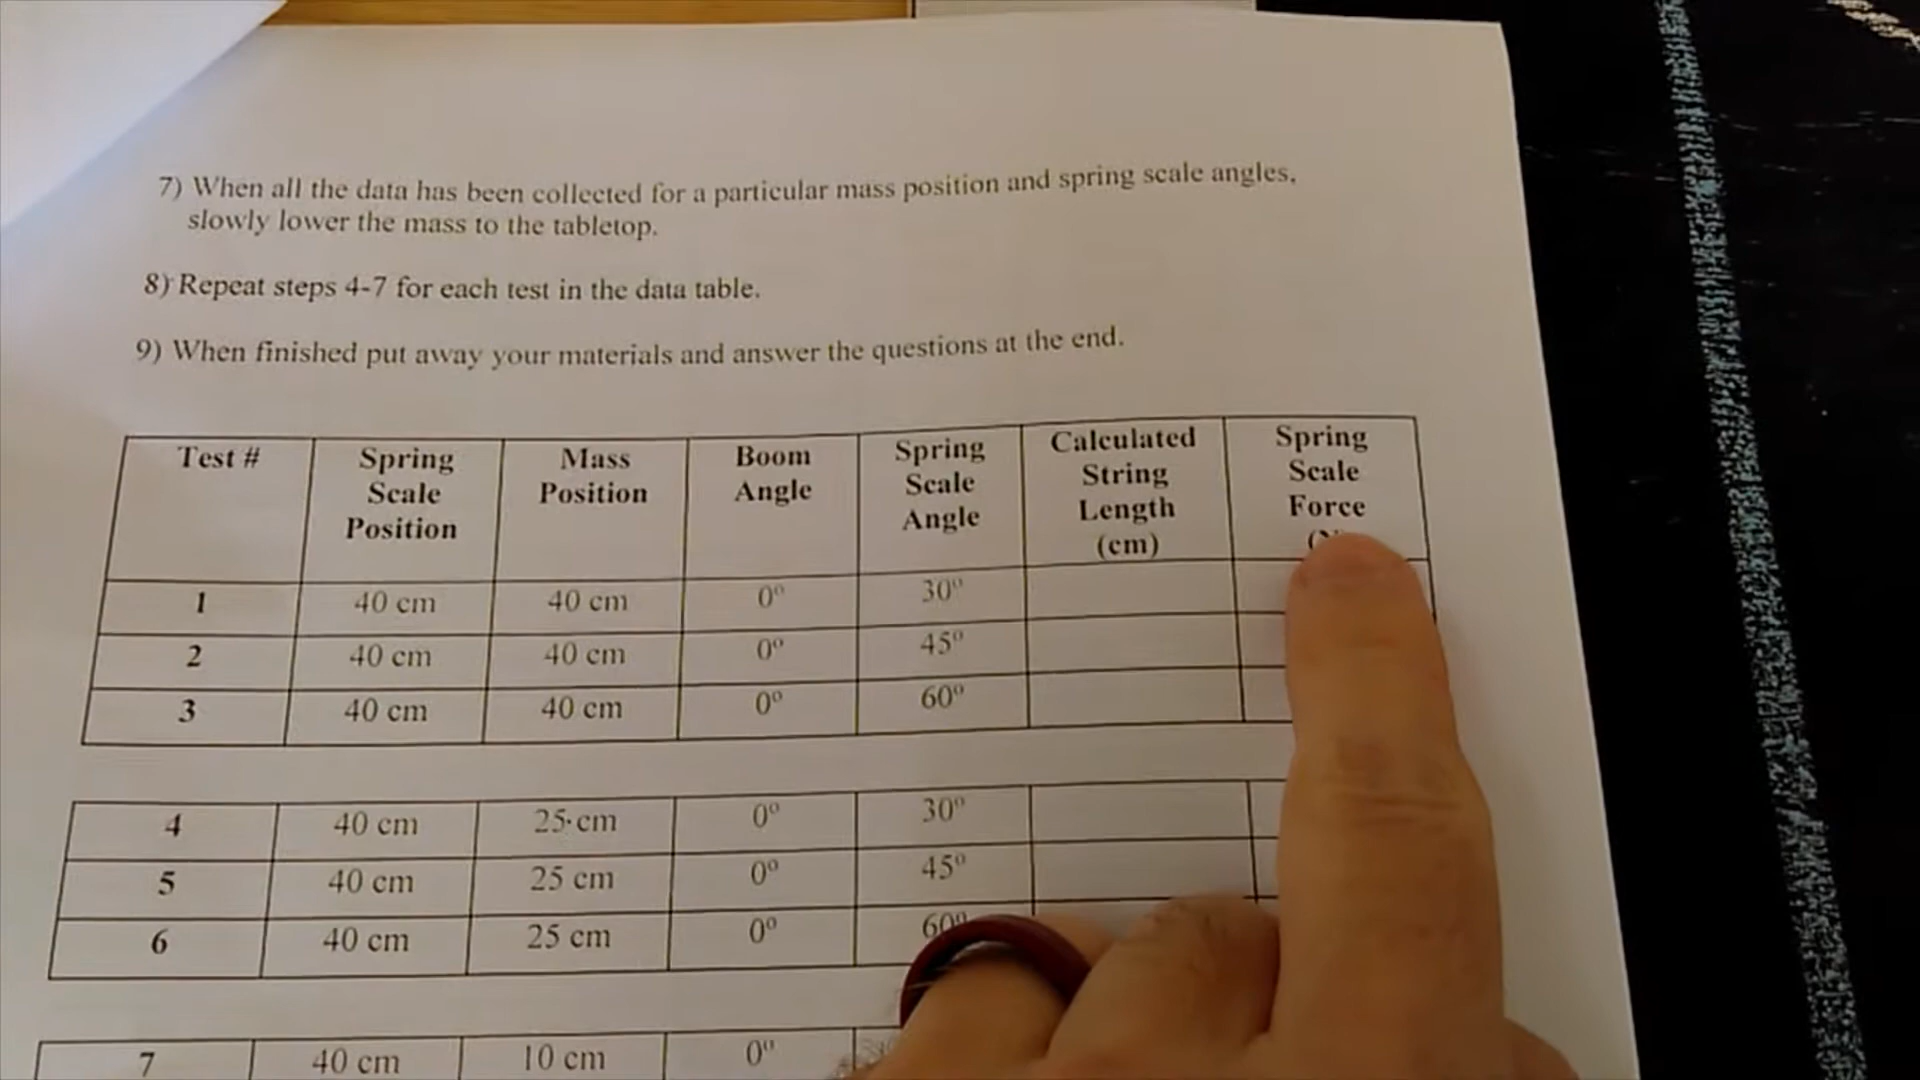 7) When all the data has been collected for a particular mass position and spring scale angles,
slowly lower the mass to the tabletop.
8) Repeat steps 4-7 for each test in the data table.
9) When finished put away your materials and answer the questions at the end.
Test # Spring Scale Position Mass Position Boom Angle Spring Scale Angle Calculated String Length (cm) Spring Scale Force
1 40 cm 40 cm 0° 30°
2 40 cm 40 cm 0° 45°
3 40 cm 40 cm 0° 60°
4 40 cm 25 cm 0° 30°
5 40 cm 25 cm 0° 45°
6 40 cm 25 cm 0° 60°
7 40 cm 10 cm 0°